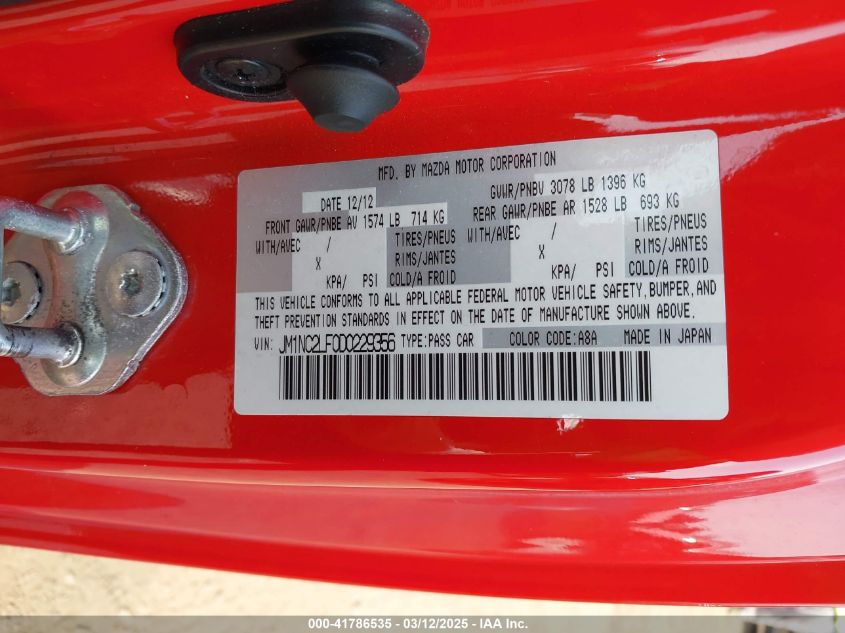 MFD. BY MAZDA MOTOR CORPORATION
DATE 12/12 GVWR/PNBV 3078 LB 1396 KG
FRONT GAWR/PNBE AV 1574 LB 714 KG REAR GAWR/PNBE AR 1528 LB 693 KG
WITH/AVEC / TIRES/PNEUS WITH/AVEC / TIRES/PNEUS
X RIMS/JANTES X RIMS/JANTES
KPA/ PSI COLD/A FROID KPA/ PSI COLD/A FROID
THIS VEHICLE CONFORMS TO ALL APPLICABLE FEDERAL MOTOR VEHICLE SAFETY, BUMPER, AND
THEFT PREVENTION STANDARDS IN EFFECT ON THE DATE OF MANUFACTURE SHOWN ABOVE.
VIN: JM1NC2LF0D0229356 TYPE:PASS CAR COLOR CODE:A8A MADE IN JAPAN
000-41786535 - 03/12/2025 - IAA Inc.